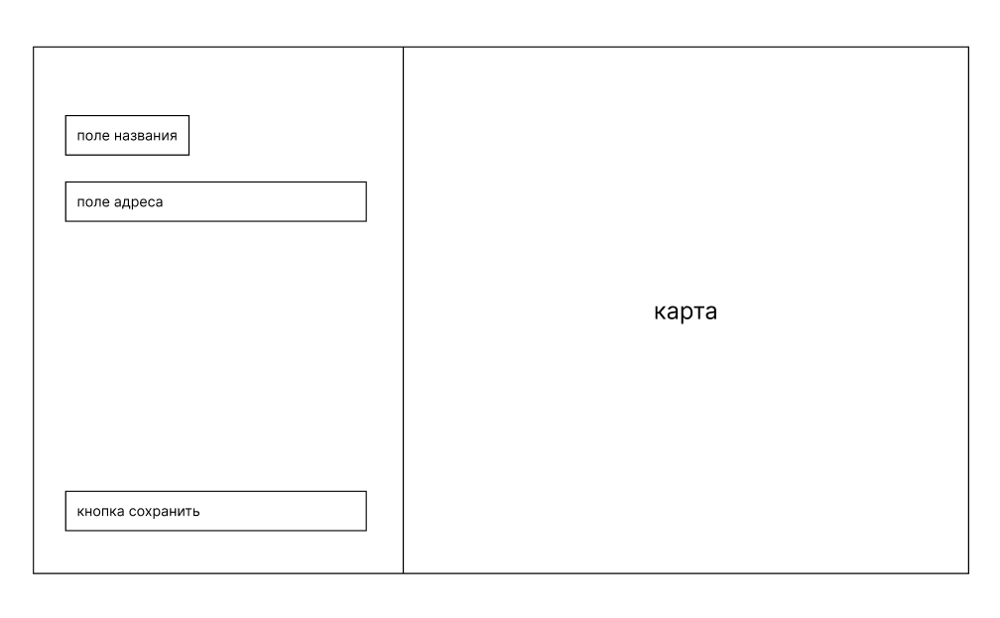 поле названия
поле адреса
карта
кнопка сохранить